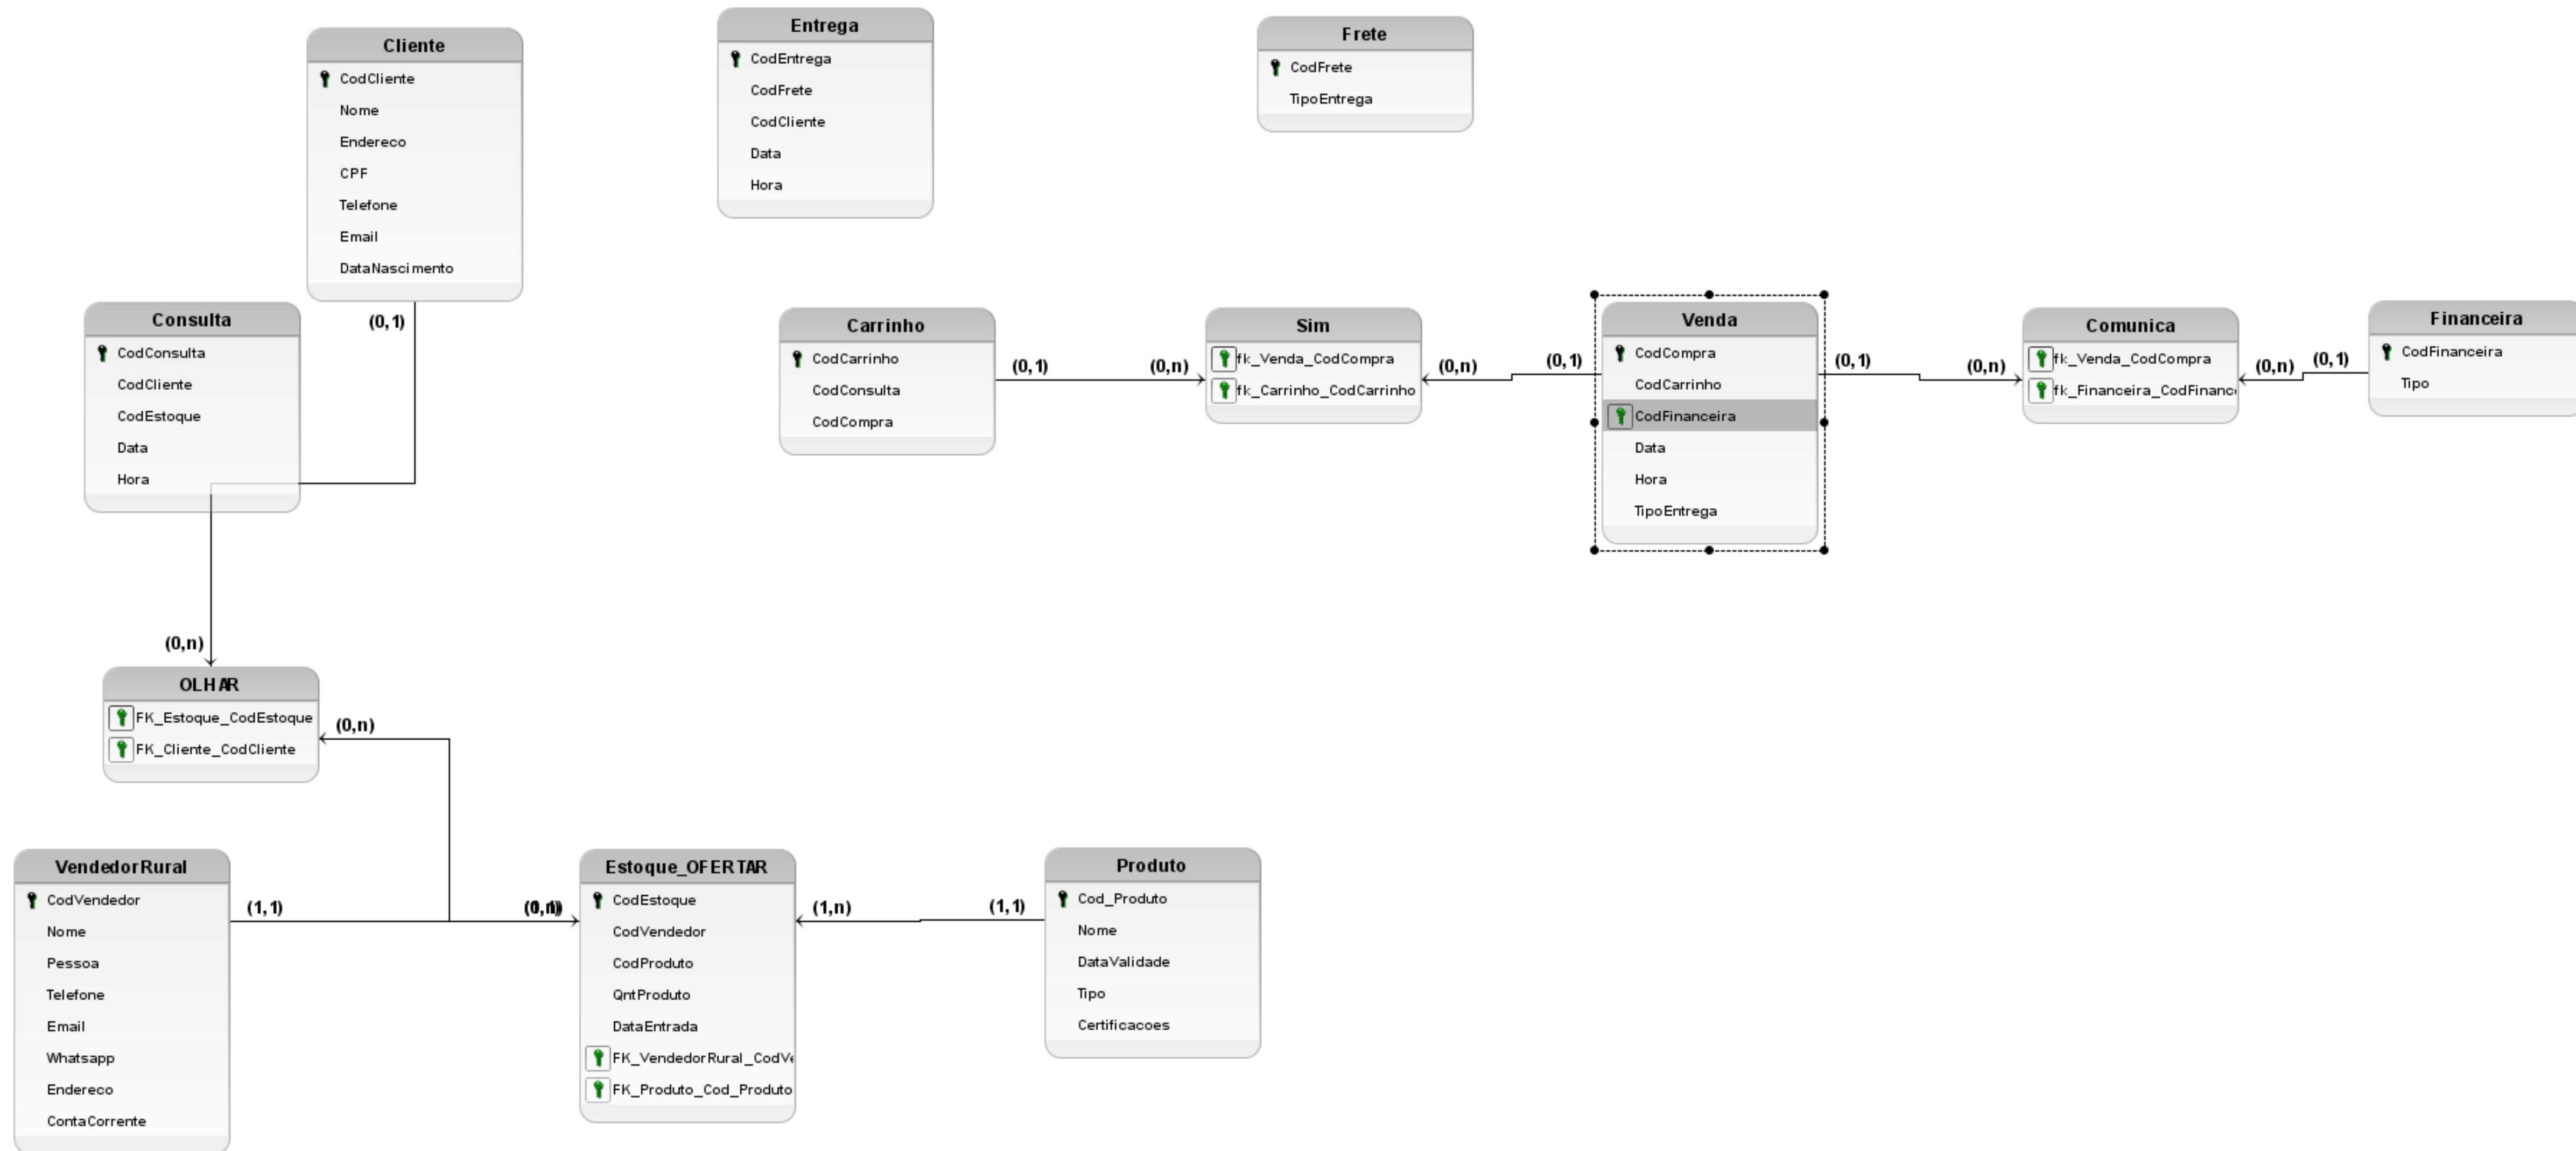 Cliente
CodCliente
Nome
Endereco
CPF
Telefone
Email
DataNascimento
(0,1)
Entrega
CodEntrega
CodFrete
CodCliente
Data
Hora
Frete
CodFrete
TipoEntrega
Consulta
CodConsulta
CodCliente
CodEstoque
Data
Hora
(0,n)
Carrinho
CodCarrinho
CodConsulta
CodCompra
(0,1)
(0,n)
Sim
fk_Venda_CodCompra
fk_Carrinho_CodCarrinho
(0,n)
(0,1)
Venda
CodCompra
CodCarrinho
CodFinanceira
Data
Hora
TipoEntrega
(0,1)
(0,n)
Comunica
fk_Venda_CodCompra
fk_Financeira_CodFinance
(0,n)
(0,1)
Financeira
CodFinanceira
Tipo
OLHAR
FK_Estoque_CodEstoque
FK_Cliente_CodCliente
(0,n)
VendedorRural
CodVendedor
Nome
Pessoa
Telefone
Email
Whatsapp
Endereco
ContaCorrente
(1,1)
Estoque_OFERTAR
CodEstoque
CodVendedor
CodProduto
QntProduto
DataEntrada
FK_VendedorRural_CodVe
FK_Produto_Cod_Produto
(1,n)
(1,1)
Produto
Cod_Produto
Nome
DataValidade
Tipo
Certificacoes